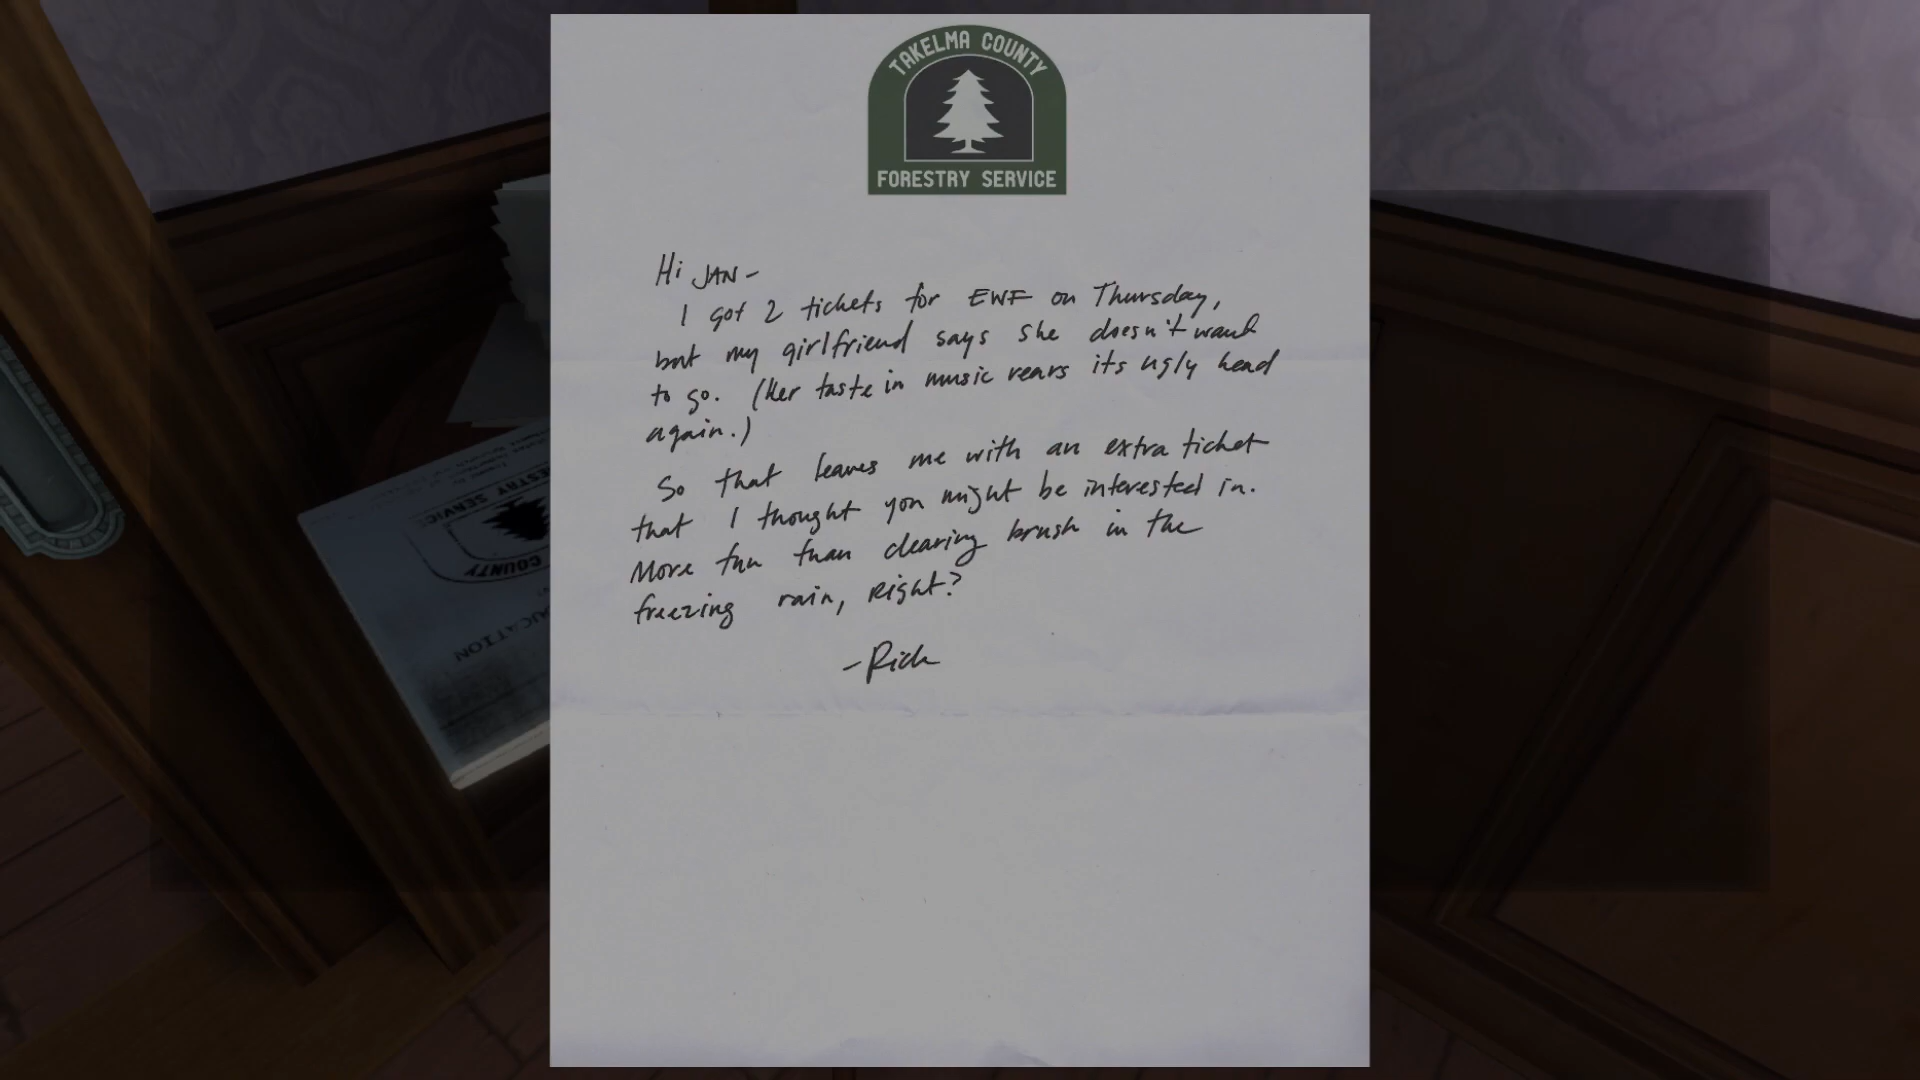 TAKELMA COUNTY
FORESTRY SERVICE
Hi JAN-
I got 2 tickets for EWF on Thursday,
but my girlfriend says she doesn't want
to go. (Her taste in music rears its ugly head
again.)
So that leaves me with an extra ticket
that I thought you might be interested in.
More fun than clearing brush in the
freezing rain, Right?
-Rick